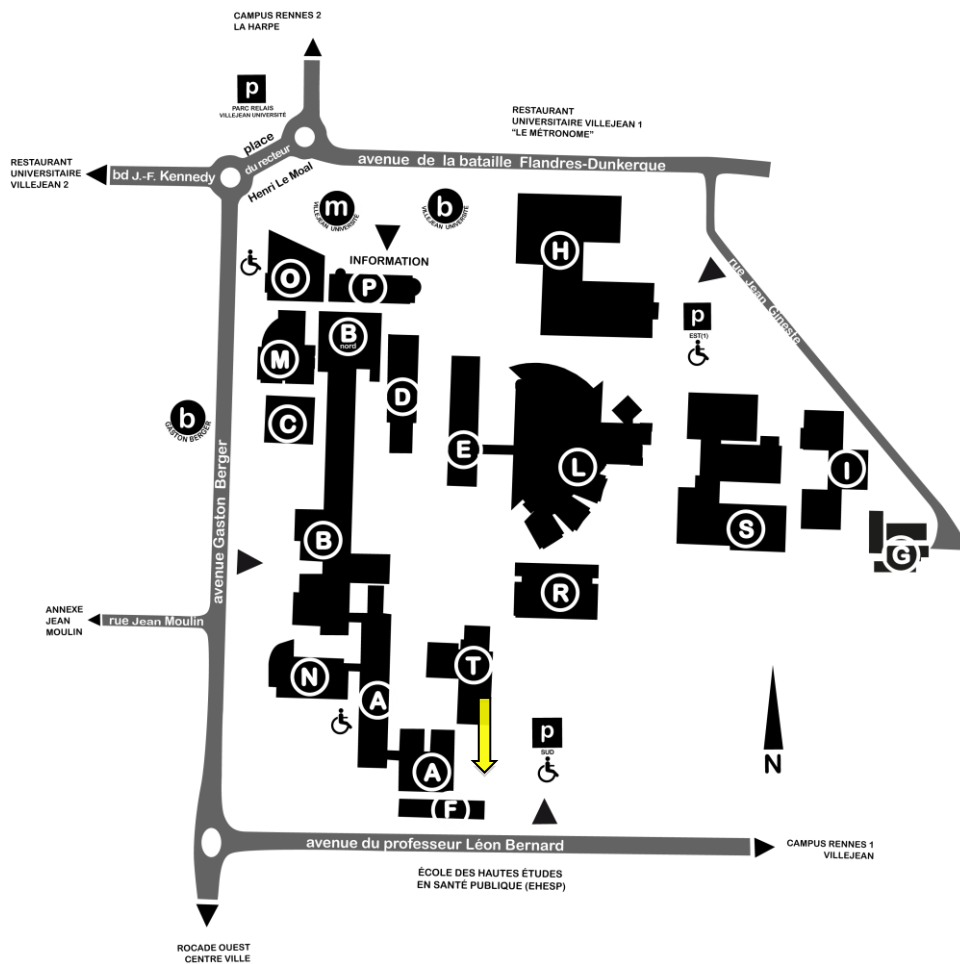 CAMPUS RENNES 2
LA HARPE
p
PARC RELAIS
VILLEJEAN UNIVERSITÉ
RESTAURANT
UNIVERSITAIRE VILLEJEAN 1
"LE MÉTRONOME"
place
du recteur
Henri Le Moal
avenue de la bataille Flandres-Dunkerque
RESTAURANT
UNIVERSITAIRE
VILLEJEAN 2
bd J.-F. Kennedy
m
VILLEJEAN UNIVERSITÉ
b
VILLEJEAN UNIVERSITÉ
INFORMATION
H
O
P
rue Jean Gineste
p
EST(1)
B
nord
M
D
C
b
GASTON BERGER
avenue Gaston Berger
E
L
I
S
B
G
R
ANNEXE
JEAN
MOULIN
rue Jean Moulin
N
A
T
p
SUD
N
A
F
avenue du professeur Léon Bernard
CAMPUS RENNES 1
VILLEJEAN
ÉCOLE DES HAUTES ÉTUDES
EN SANTÉ PUBLIQUE (EHESP)
ROCADE OUEST
CENTRE VILLE